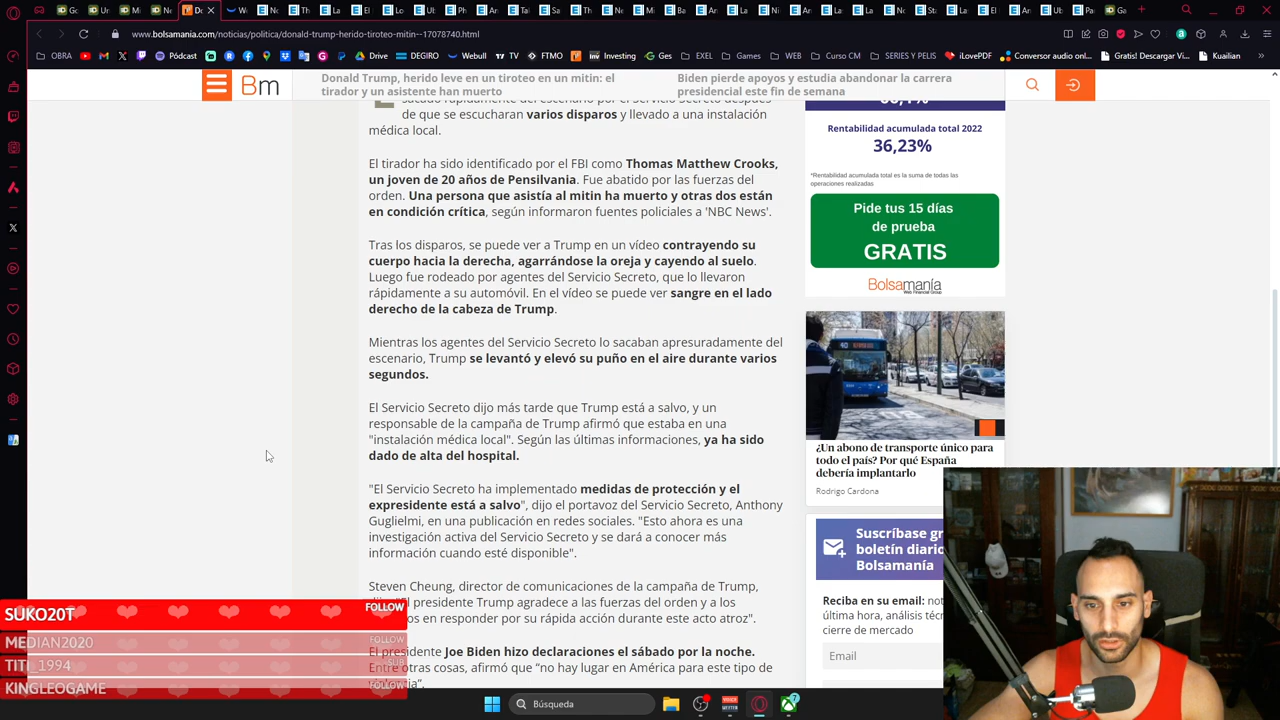 www.bolsamania.com/noticias/politica/donald-trump-herido-tiroteo-mitin--17078740.html
OBRA
Pódcast
DEGIRO
Webull
TV
FTMO
Investing
Ges
EXEL
Games
WEB
Curso CM
SERIES Y PELIS
iLovePDF
Conversor audio onl...
Gratis! Descargar Vi...
Kuailian
Bm
Donald Trump, herido leve en un tiroteo en un mitin: el
tirador y un asistente han muerto
Biden pierde apoyos y estudia abandonar la carrera
presidencial este fin de semana
de que se escucharan varios disparos y llevado a una instalación
médica local.
El tirador ha sido identificado por el FBI como Thomas Matthew Crooks,
un joven de 20 años de Pensilvania. Fue abatido por las fuerzas del
orden. Una persona que asistía al mitin ha muerto y otras dos están
en condición crítica, según informaron fuentes policiales a 'NBC News'.
Tras los disparos, se puede ver a Trump en un vídeo contrayendo su
cuerpo hacia la derecha, agarrándose la oreja y cayendo al suelo.
Luego fue rodeado por agentes del Servicio Secreto, que lo llevaron
rápidamente a su automóvil. En el vídeo se puede ver sangre en el lado
derecho de la cabeza de Trump.
Mientras los agentes del Servicio Secreto lo sacaban apresuradamente del
escenario, Trump se levantó y elevó su puño en el aire durante varios
segundos.
El Servicio Secreto dijo más tarde que Trump está a salvo, y un
responsable de la campaña de Trump afirmó que estaba en una
"instalación médica local". Según las últimas informaciones, ya ha sido
dado de alta del hospital.
"El Servicio Secreto ha implementado medidas de protección y el
expresidente está a salvo", dijo el portavoz del Servicio Secreto, Anthony
Guglielmi, en una publicación en redes sociales. "Esto ahora es una
investigación activa del Servicio Secreto y se dará a conocer más
información cuando esté disponible".
Steven Cheung, director de comunicaciones de la campaña de Trump,
El presidente Trump agradece a las fuerzas del orden y a los
en responder por su rápida acción durante este acto atroz".
El presidente Joe Biden hizo declaraciones el sábado por la noche.
Entre otras cosas, afirmó que “no hay lugar en América para este tipo de
Rentabilidad acumulada total 2022
36,23%
*Rentabilidad acumulada total es la suma de todas las
operaciones realizadas
Pide tus 15 días
de prueba
GRATIS
Bolsamanía
Web Financial Group
¿Un abono de transporte único para
todo el país? Por qué España
debería implantarlo
Rodrigo Cardona
Suscríbase gr
boletín diario
Bolsamanía
Reciba en su email: not
última hora, análisis técn
cierre de mercado
Email
SUKO20T FOLLOW
MEDIAN2020 FOLLOW
TITI_1994 SUB
KINGLEOGAME FOLLOW
Búsqueda